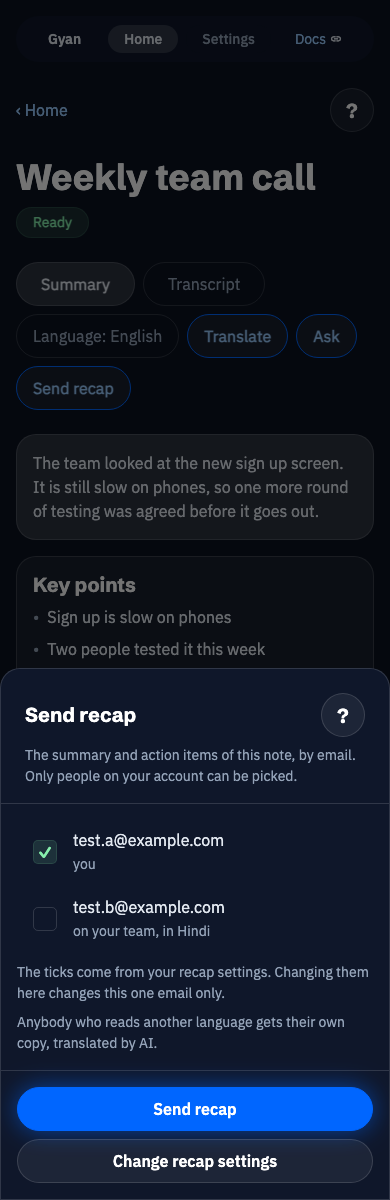 Gyan
Home
Settings
Docs
‹ Home
?
Weekly team call
Ready
Summary
Transcript
Language: English
Translate
Ask
Send recap
The team looked at the new sign up screen.
It is still slow on phones, so one more round
of testing was agreed before it goes out.
Key points
• Sign up is slow on phones
• Two people tested it this week
Send recap
?
The summary and action items of this note, by email.
Only people on your account can be picked.
test.a@example.com
you
test.b@example.com
on your team, in Hindi
The ticks come from your recap settings. Changing them
here changes this one email only.
Anybody who reads another language gets their own
copy, translated by AI.
Send recap
Change recap settings